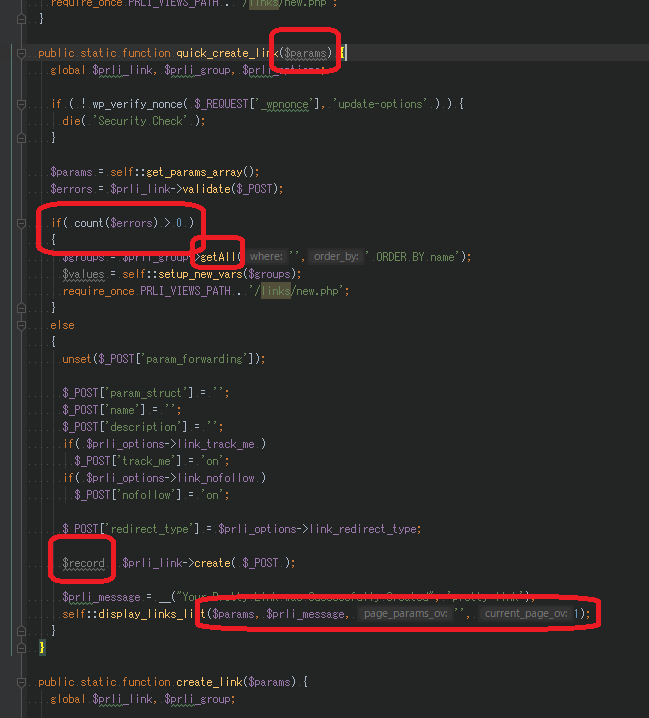 require_once PRLI_VIEWS_PATH . '/links/new.php';
}
public static function quick_create_link($params) {
global $prli_link, $prli_group, $prli_options;
if ( ! wp_verify_nonce( $_REQUEST['_wpnonce'], 'update-options' ) ) {
die( 'Security Check' );
}
$params = self::get_params_array();
$errors = $prli_link->validate($_POST);
if( count($errors) > 0 )
{
$groups = $prli_group->getAll( where: '', order_by: ' ORDER BY name');
$values = self::setup_new_vars($groups);
require_once PRLI_VIEWS_PATH . '/links/new.php';
}
else
{
unset($_POST['param_forwarding']);
$_POST['param_struct'] = '';
$_POST['name'] = '';
$_POST['description'] = '';
if( $prli_options->link_track_me )
$_POST['track_me'] = 'on';
if( $prli_options->link_nofollow )
$_POST['nofollow'] = 'on';
$_POST['redirect_type'] = $prli_options->link_redirect_type;
$record $prli_link->create( $_POST );
$prli_message = __("Your Pretty Link was Successfully Created", 'pretty-link');
self::display_links_list($params, $prli_message, page_params_ov: '', current_page_ov: 1);
}
}
public static function create_link($params) {
global $prli_link, $prli_group;